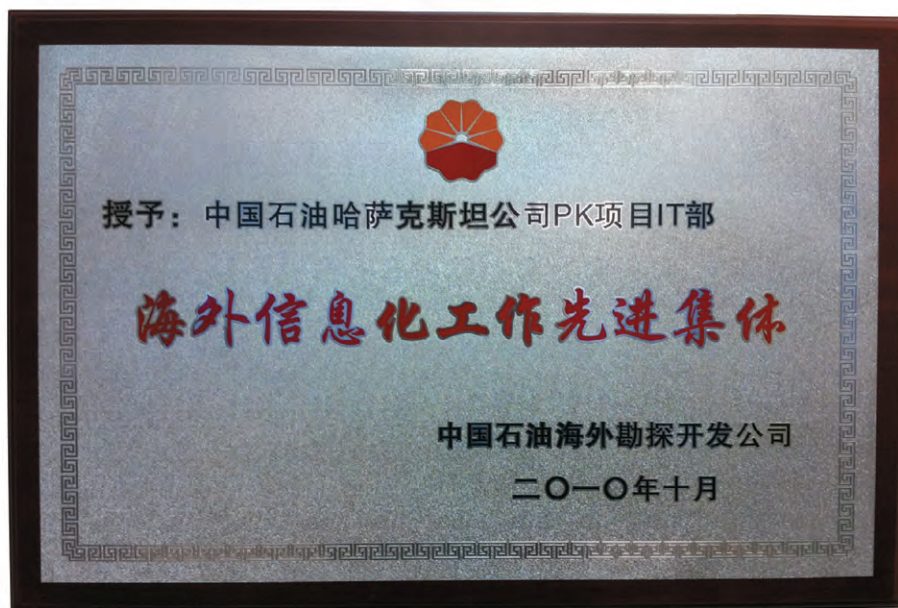 授予：中国石油哈萨克斯坦公司PK项目IT部
海外信息化工作先进集体
中国石油海外勘探开发公司
二〇一〇年十月